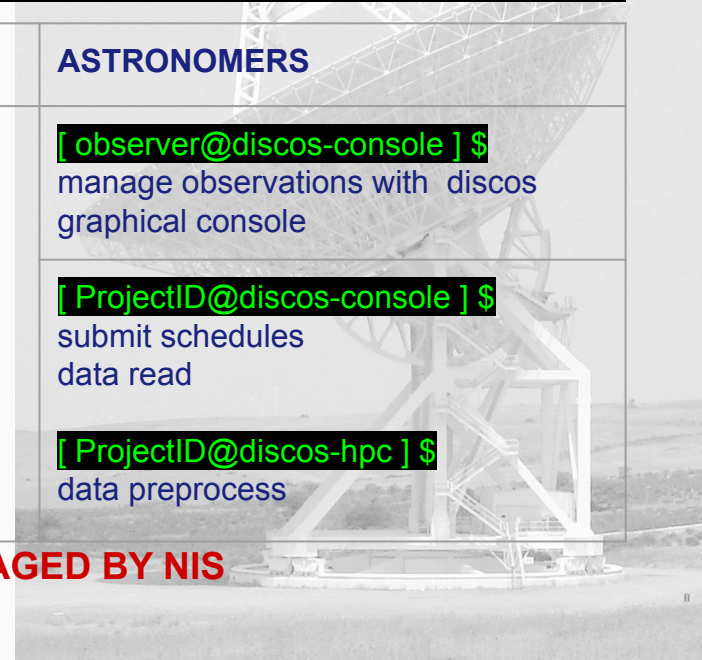 ASTRONOMERS
[ observer@discos-console ] $
manage observations with discos
graphical console
[ ProjectID@discos-console ] $
submit schedules
data read
[ ProjectID@discos-hpc ] $
data preprocess
AGED BY NIS